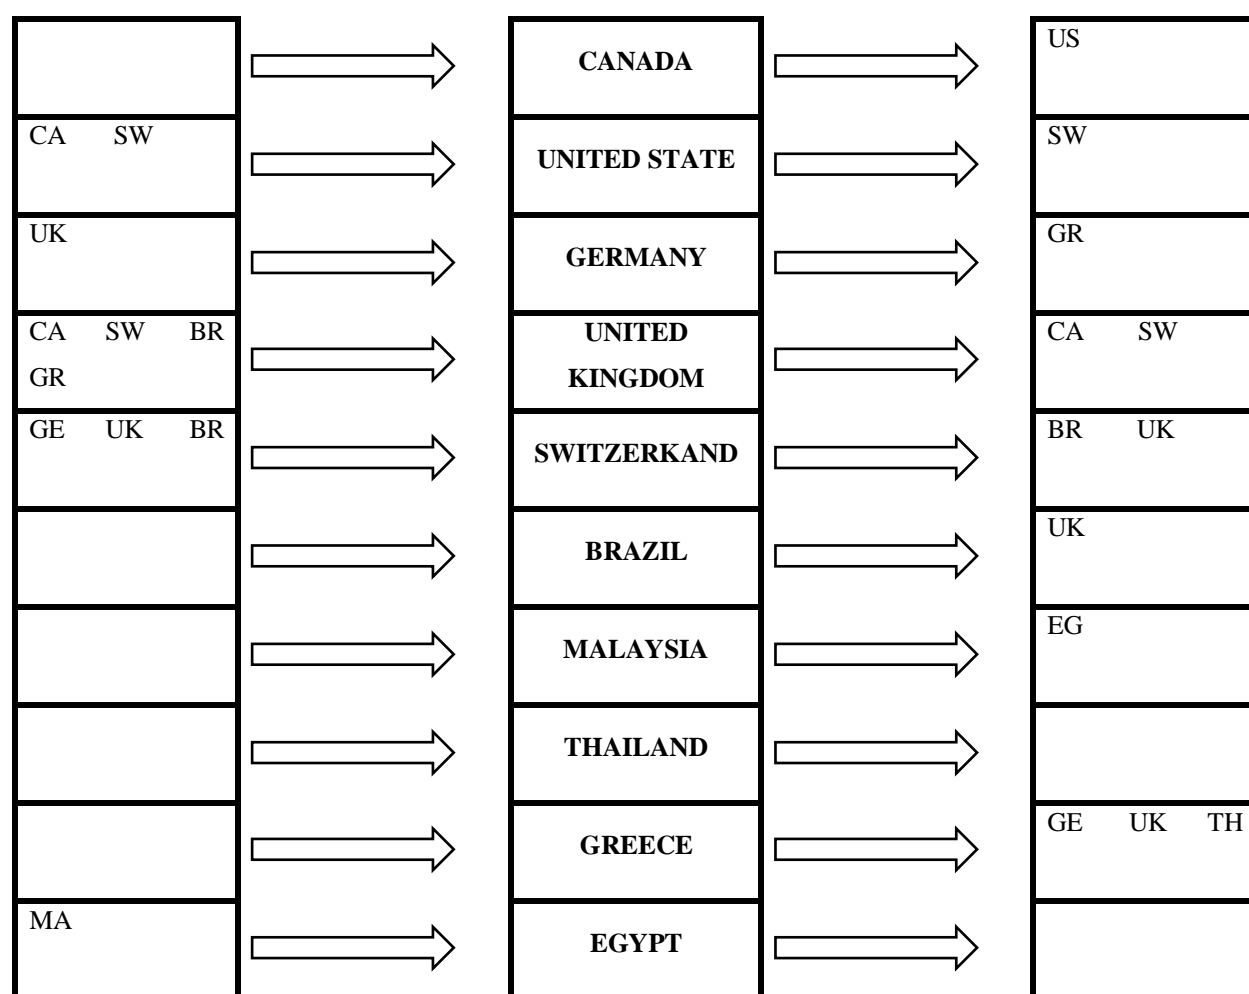 CANADA US
CA SW UNITED STATE SW
UK GERMANY GR
CA SW BR UNITED CA SW
GR KINGDOM
GE UK BR SWITZERKAND BR UK
BRAZIL UK
MALAYSIA EG
THAILAND
GREECE GE UK TH
MA EGYPT